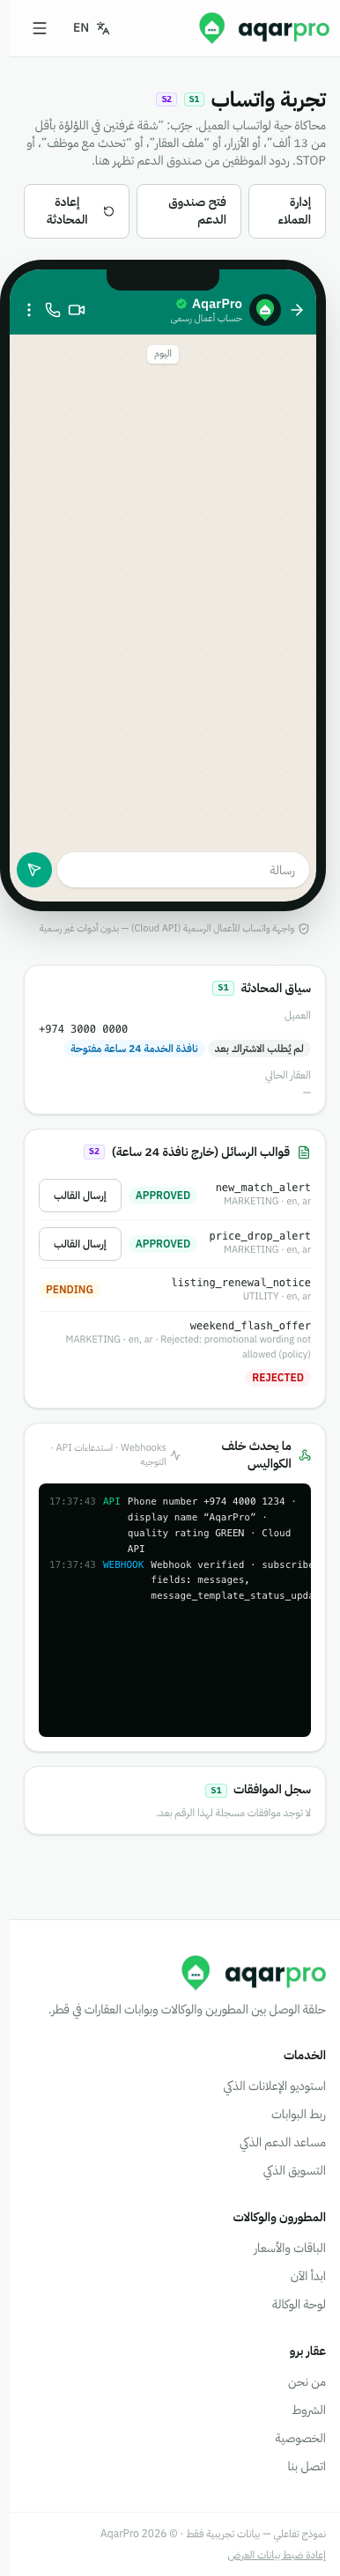 aqarpro
EN
تجربة واتساب S1 S2
محاكاة حية لواتساب العميل. جرّب: "شقة غرفتين في اللؤلؤة بأقل
من 13 ألف"، أو الأزرار، أو "ملف العقار"، أو "تحدث مع موظف"، أو
STOP. ردود الموظفين من صندوق الدعم تظهر هنا.
إدارة العملاء
فتح صندوق الدعم
إعادة المحادثة
AqarPro
حساب أعمال رسمي
اليوم
رسالة
واجهة واتساب للأعمال الرسمية (Cloud API) — بدون أدوات غير رسمية
سياق المحادثة S1
العميل
+974 3000 0000
لم يُطلب الاشتراك بعد
نافذة الخدمة 24 ساعة مفتوحة
العقار الحالي
—
قوالب الرسائل (خارج نافذة 24 ساعة) S2
new_match_alert
MARKETING · en, ar
APPROVED
إرسال القالب
price_drop_alert
MARKETING · en, ar
APPROVED
إرسال القالب
listing_renewal_notice
UTILITY · en, ar
PENDING
weekend_flash_offer
MARKETING · en, ar · Rejected: promotional wording not
allowed (policy)
REJECTED
ما يحدث خلف
الكواليس
Webhooks · استدعاءات API ·
التوجيه
17:37:43 API Phone number +974 4000 1234 ·
display name “AqarPro” ·
quality rating GREEN · Cloud
API
17:37:43 WEBHOOK Webhook verified · subscribe
fields: messages,
message_template_status_upda
سجل الموافقات S1
لا توجد موافقات مسجلة لهذا الرقم بعد.
aqarpro
حلقة الوصل بين المطورين والوكالات وبوابات العقارات في قطر.
الخدمات
استوديو الإعلانات الذكي
ربط البوابات
مساعد الدعم الذكي
التسويق الذكي
المطورون والوكالات
الباقات والأسعار
ابدأ الآن
لوحة الوكالة
عقار برو
من نحن
الشروط
الخصوصية
اتصل بنا
نموذج تفاعلي — بيانات تجريبية فقط · © 2026 AqarPro
إعادة ضبط بيانات العرض